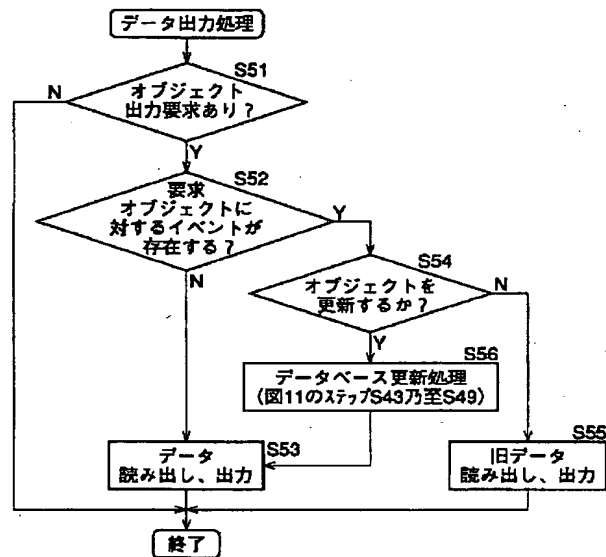 データ出力処理
S51
N
オブジェクト
出力要求あり？
Y
S52
要求
オブジェクトに
対するイベントが
存在する？
Y
N
S54
オブジェクトを
更新するか？
N
Y
S56
データベース更新処理
(図11のステップS43乃至S49)
S53
データ
読み出し、出力
S55
旧データ
読み出し、出力
終了